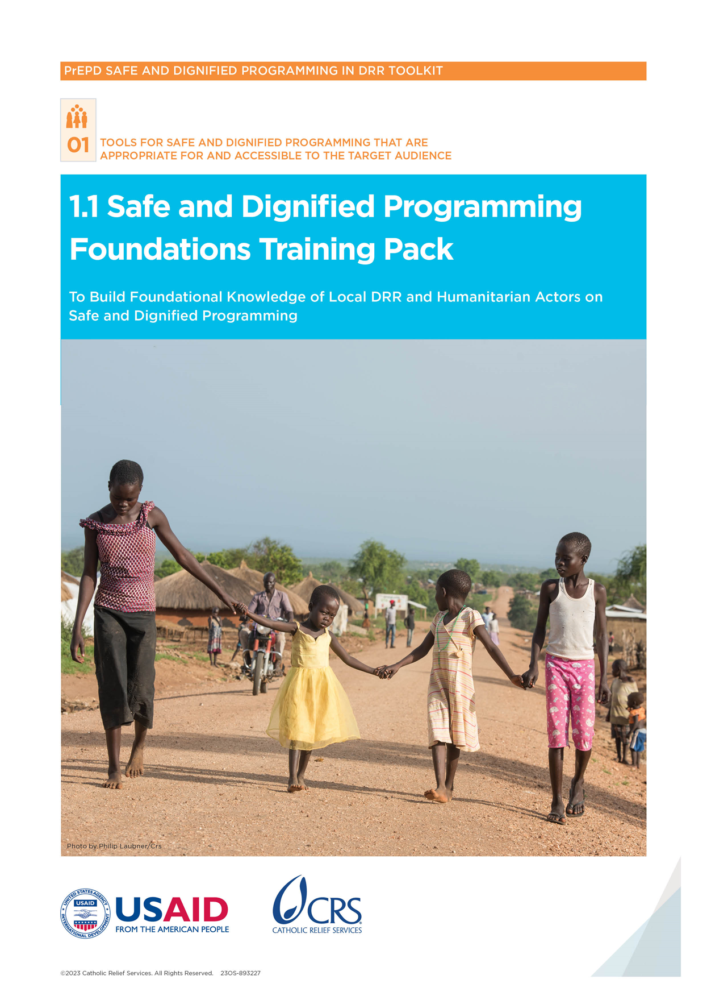 PrEPD SAFE AND DIGNIFIED PROGRAMMING IN DRR TOOLKIT
01
TOOLS FOR SAFE AND DIGNIFIED PROGRAMMING THAT ARE
APPROPRIATE FOR AND ACCESSIBLE TO THE TARGET AUDIENCE
1.1 Safe and Dignified Programming
Foundations Training Pack
To Build Foundational Knowledge of Local DRR and Humanitarian Actors on
Safe and Dignified Programming
Photo by Philip Laubner/Crs
UNITED STATES AGENCY
USAID
INTERNATIONAL DEVELOPMENT
USAID
FROM THE AMERICAN PEOPLE
CRS
CATHOLIC RELIEF SERVICES
©2023 Catholic Relief Services. All Rights Reserved. 23OS-893227